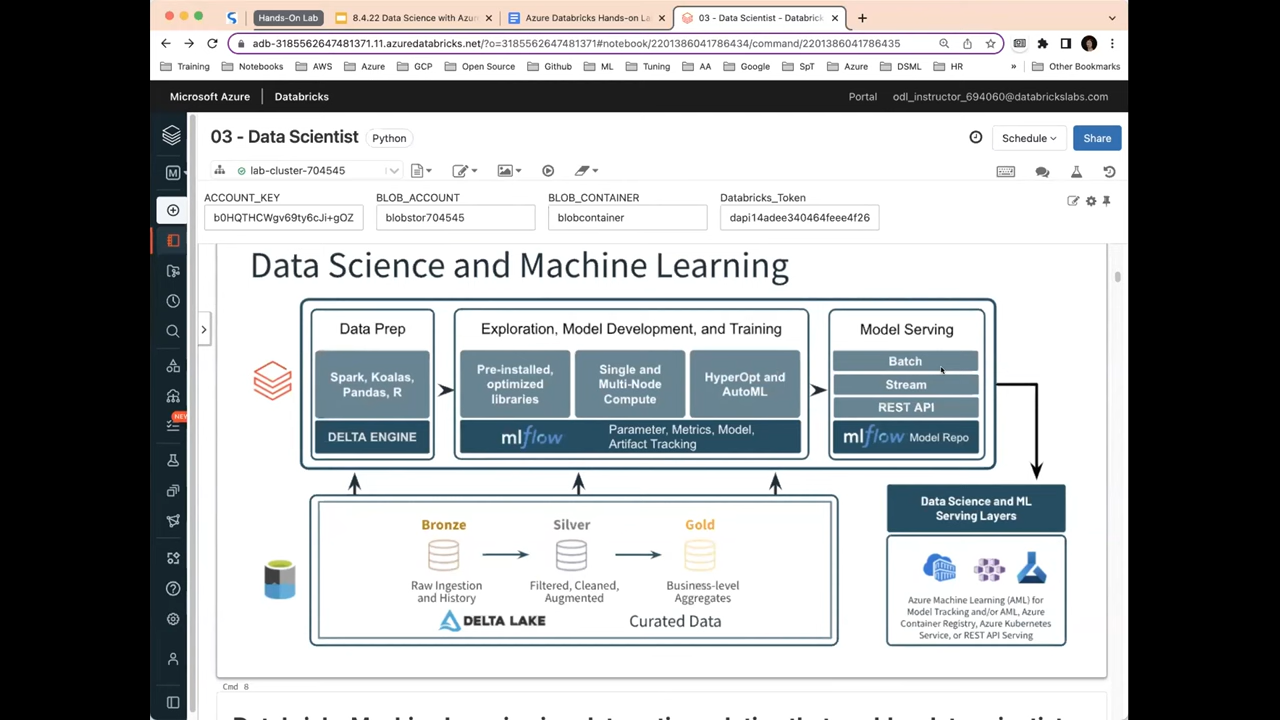 Hands-On Lab
8.4.22 Data Science with Azur
Azure Databricks Hands-on La
03 - Data Scientist - Databrick
adb-3185562647481371.11.azuredatabricks.net/?o=3185562647481371#notebook/2201386041786434/command/2201386041786435
Training
Notebooks
AWS
Azure
GCP
Open Source
Github
ML
Tuning
AA
Google
SpT
Azure
DSML
HR
»
Other Bookmarks
Microsoft Azure
Databricks
Portal
odl_instructor_694060@databrickslabs.com
03 - Data Scientist
Python
Schedule
Share
M
lab-cluster-704545
ACCOUNT_KEY
BLOB_ACCOUNT
BLOB_CONTAINER
Databricks_Token
b0HQTHCWgv69ty6cJi+gOZ
blobstor704545
blobcontainer
dapi14adee340464feee4f26
NEW
Data Science and Machine Learning
Data Prep
Spark, Koalas,
Pandas, R
DELTA ENGINE
Exploration, Model Development, and Training
Pre-installed,
optimized
libraries
Single and
Multi-Node
Compute
HyperOpt and
AutoML
mlflow
Parameter, Metrics, Model,
Artifact Tracking
Model Serving
Batch
Stream
REST API
mlflow Model Repo
Bronze
Silver
Gold
Raw Ingestion
and History
Filtered, Cleaned,
Augmented
Business-level
Aggregates
DELTA LAKE
Curated Data
Data Science and ML
Serving Layers
Azure Machine Learning (AML) for
Model Tracking and/or AML, Azure
Container Registry, Azure Kubernetes
Service, or REST API Serving
Cmd 8